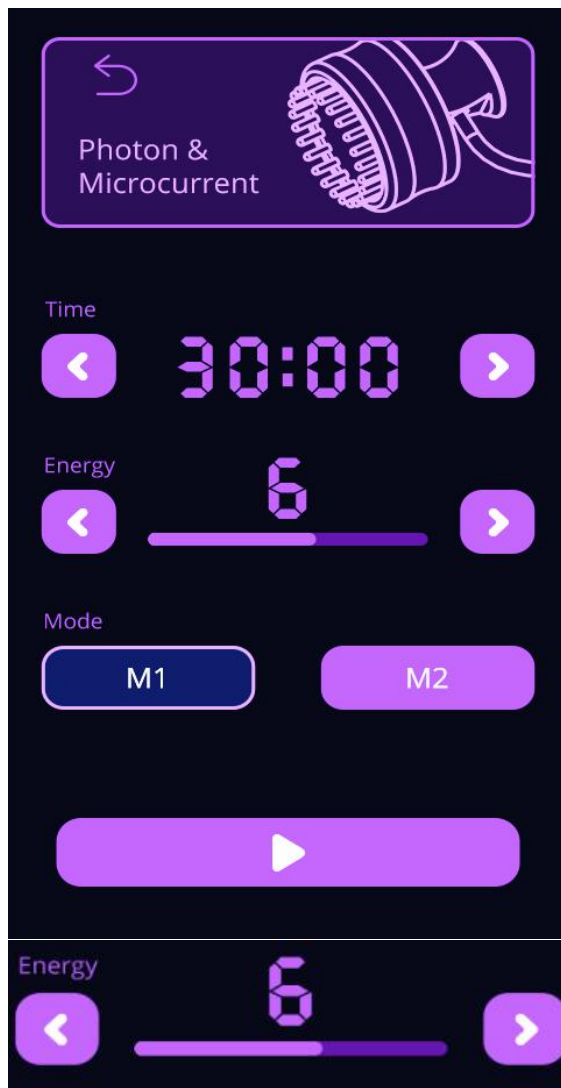 Photon &
Microcurrent
Time
30:00
Energy
6
Mode
M1
M2
Energy
6